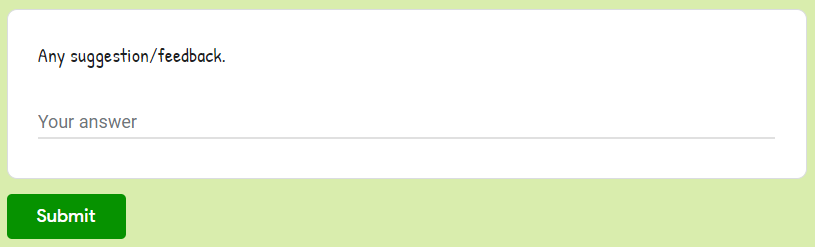 Any suggestion/feedback.
Your answer
Submit